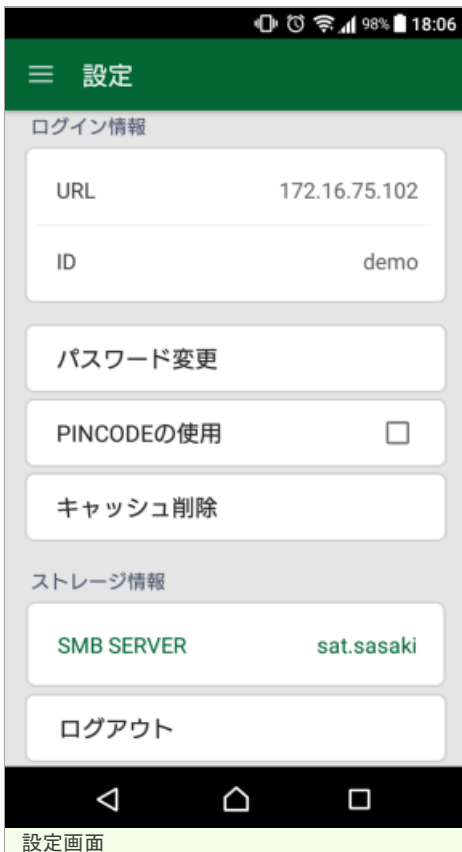 98% 18:06
設定
ログイン情報
URL 172.16.75.102
ID demo
パスワード変更
PINCODEの使用
キャッシュ削除
ストレージ情報
SMB SERVER sat.sasaki
ログアウト
設定画面